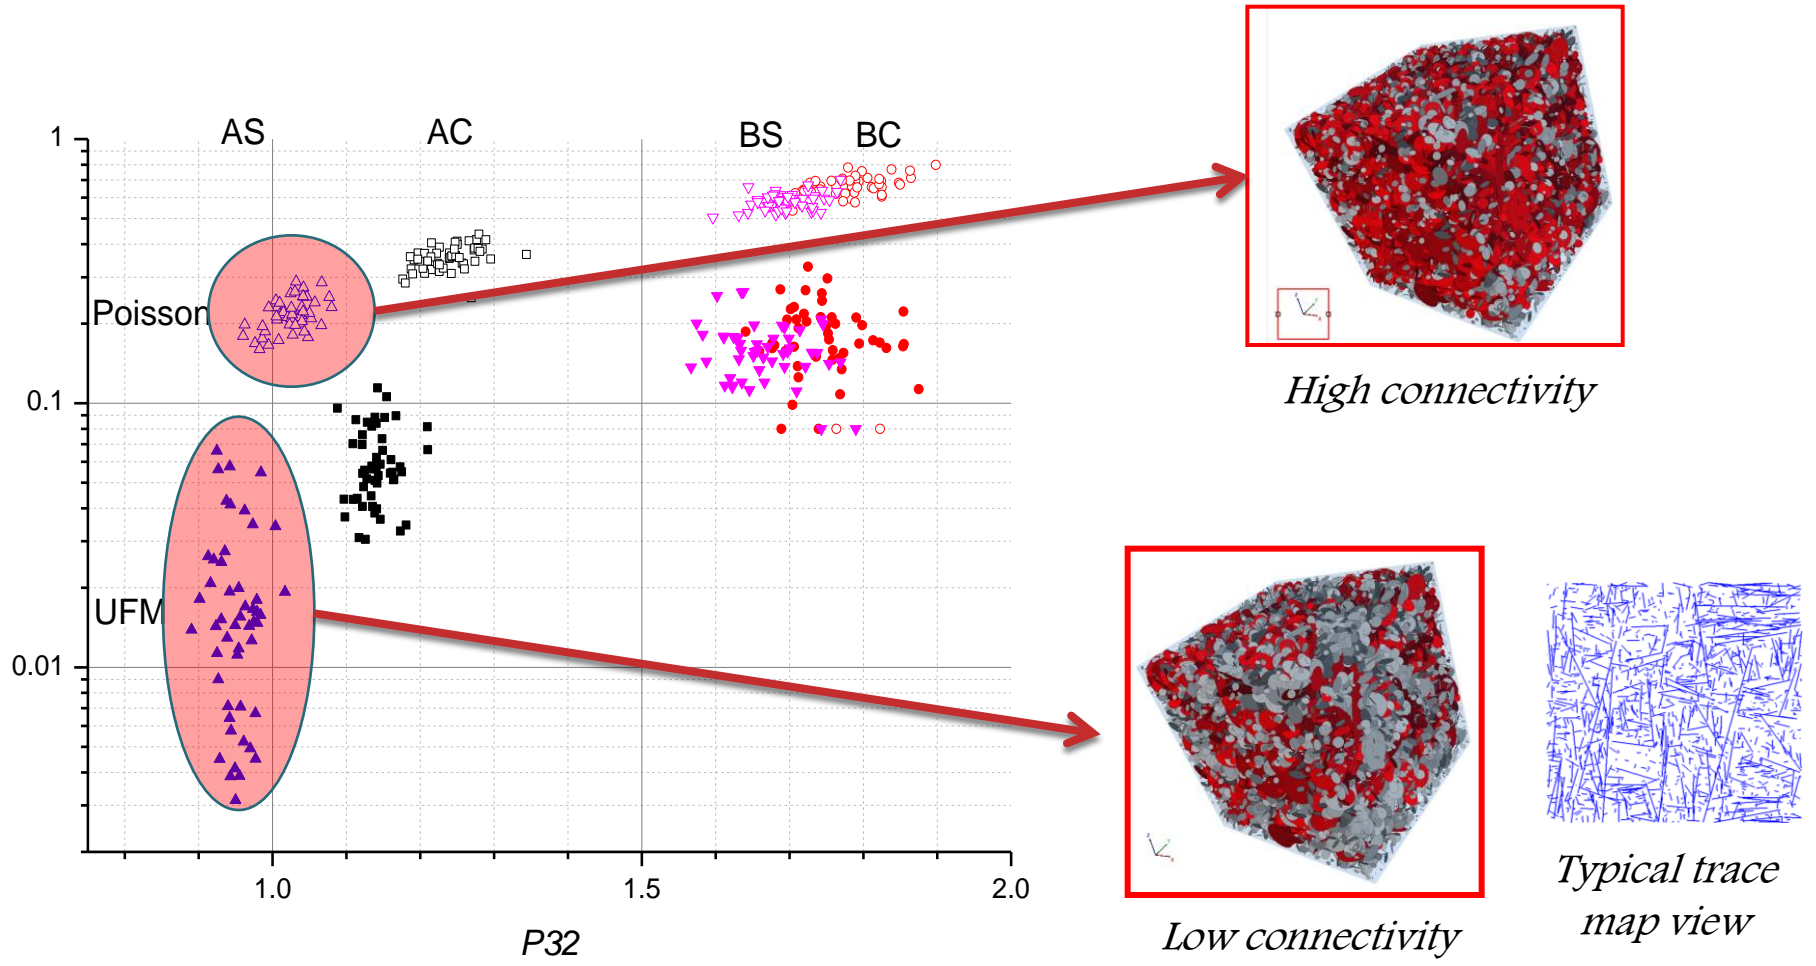 AS AC BS BC
1
Poisson
0.1
UFM
0.01
1.0 1.5 2.0
P32
High connectivity
Low connectivity
Typical trace
map view